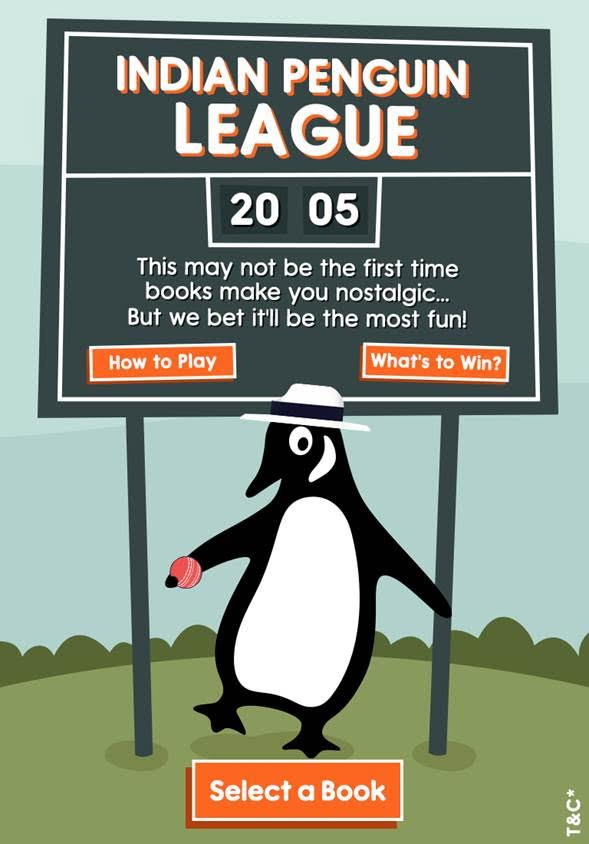 INDIAN PENGUIN
LEAGUE
20 05
This may not be the first time
books make you nostalgic...
But we bet it'll be the most fun!
How to Play
What's to Win?
Select a Book
T&C*